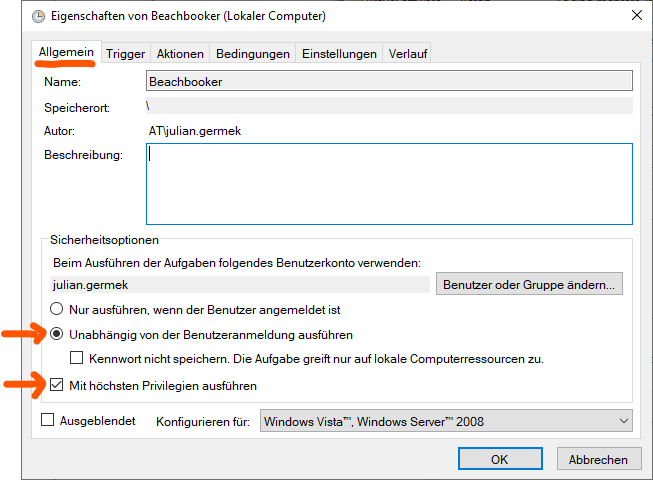 Eigenschaften von Beachbooker (Lokaler Computer)
Allgemein Trigger Aktionen Bedingungen Einstellungen Verlauf
Name: Beachbooker
Speicherort: \
Autor: AT\julian.germek
Beschreibung:
Sicherheitsoptionen
Beim Ausführen der Aufgaben folgendes Benutzerkonto verwenden:
julian.germek Benutzer oder Gruppe ändern...
Nur ausführen, wenn der Benutzer angemeldet ist
Unabhängig von der Benutzeranmeldung ausführen
Kennwort nicht speichern. Die Aufgabe greift nur auf lokale Computerressourcen zu.
Mit höchsten Privilegien ausführen
Ausgeblendet Konfigurieren für: Windows Vista™, Windows Server™ 2008
OK Abbrechen